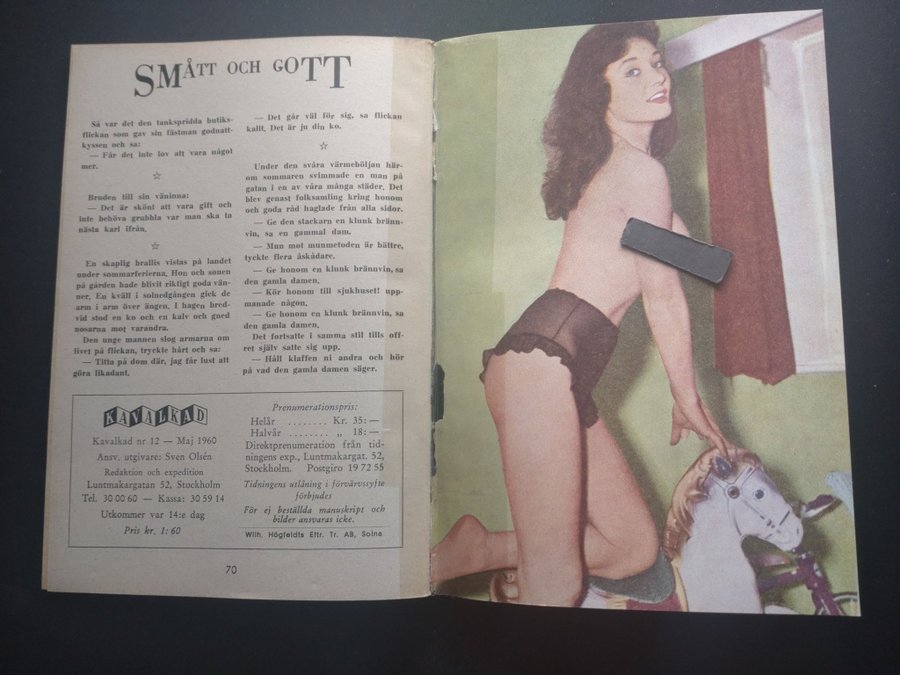 SMÅTT OCH GOTT
Så var det den tankspridda butiks-
flickan som gav sin fästman godnatt-
kyssen och sa:
— Får det inte lov att vara något
mer.
☆
Bruden till sin väninna:
— Det är skönt att vara gift och
inte behöva grubbla var man ska ta
nästa karl ifrån.
☆
En skaplig brallis vistas på landet
under sommarferierna. Hon och sonen
på gården hade blivit riktigt goda vän-
ner. En kväll i solnedgången gick de
arm i arm över ängen. I hagen bred-
vid stod en ko och en kalv och gned
nosarna mot varandra.
Den unge mannen slog armarna om
livet på flickan, tryckte hårt och sa:
— Titta på dom där, jag får lust att
göra likadant.
— Det går väl för sig, sa flickan
kallt. Det är ju din ko.
☆
Under den svåra värmeböljan här-
om sommaren svimmade en man på
gatan i en av våra många städer. Det
blev genast folksamling kring honom
och goda råd haglade från alla sidor.
— Ge den stackarn en klunk bränn-
vin, sa en gammal dam.
— Mun mot munmetoden är bättre,
tyckte flera åskådare.
— Ge honom en klunk brännvin, sa
den gamla damen.
— Kör honom till sjukhuset! upp-
manade någon.
— Ge honom en klunk brännvin, sa
den gamla damen.
Det fortsatte i samma stil tills off-
ret själv satte sig upp.
— Håll klaffen ni andra och hör
på vad den gamla damen säger.
KAVALKAD
Kavalkad nr 12 — Maj 1960
Ansv. utgivare: Sven Olsén
Redaktion och expedition
Luntmakargatan 52, Stockholm
Tel. 30 00 60 — Kassa: 30 59 14
Utkommer var 14:e dag
Pris kr. 1: 60
Prenumerationspris:
Helår ........ Kr. 35: —
Halvår ........ „ 18: —
Direktprenumeration från tid-
ningens exp., Luntmakargat. 52,
Stockholm. Postgiro 19 72 55
Tidningens utlåning i förvärvssyfte
förbjudes
För ej beställda manuskript och
bilder ansvaras icke.
Wilh. Högfeldts Eftr. Tr. AB, Solna
70